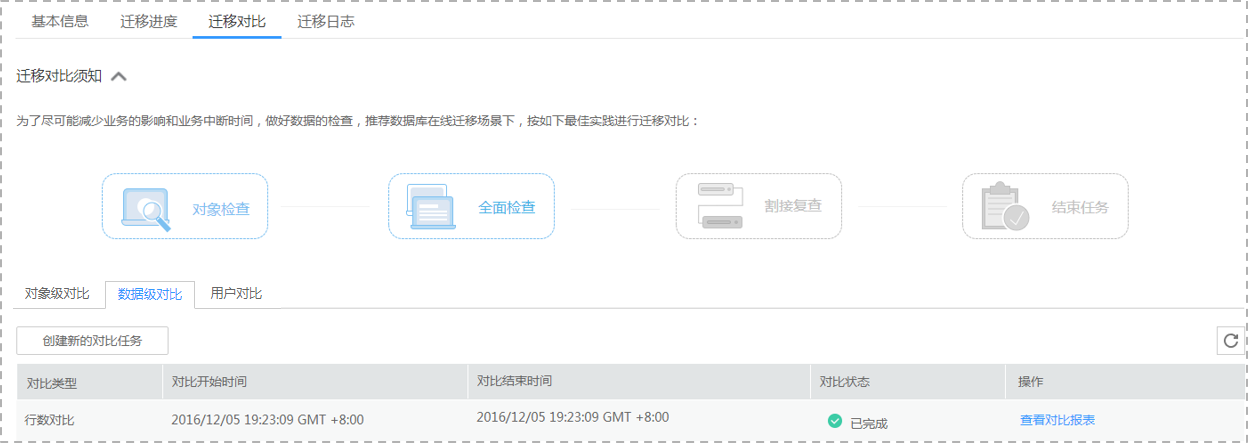 基本信息 迁移进度 迁移对比 迁移日志
迁移对比须知
为了尽可能减少业务的影响和业务中断时间，做好数据的检查，推荐数据库在线迁移场景下，按如下最佳实践进行迁移对比：
对象检查 全面检查 割接复查 结束任务
对象级对比 数据级对比 用户对比
创建新的对比任务
对比类型 对比开始时间 对比结束时间 对比状态 操作
行数对比 2016/12/05 19:23:09 GMT +8:00 2016/12/05 19:23:09 GMT +8:00 已完成 查看对比报表